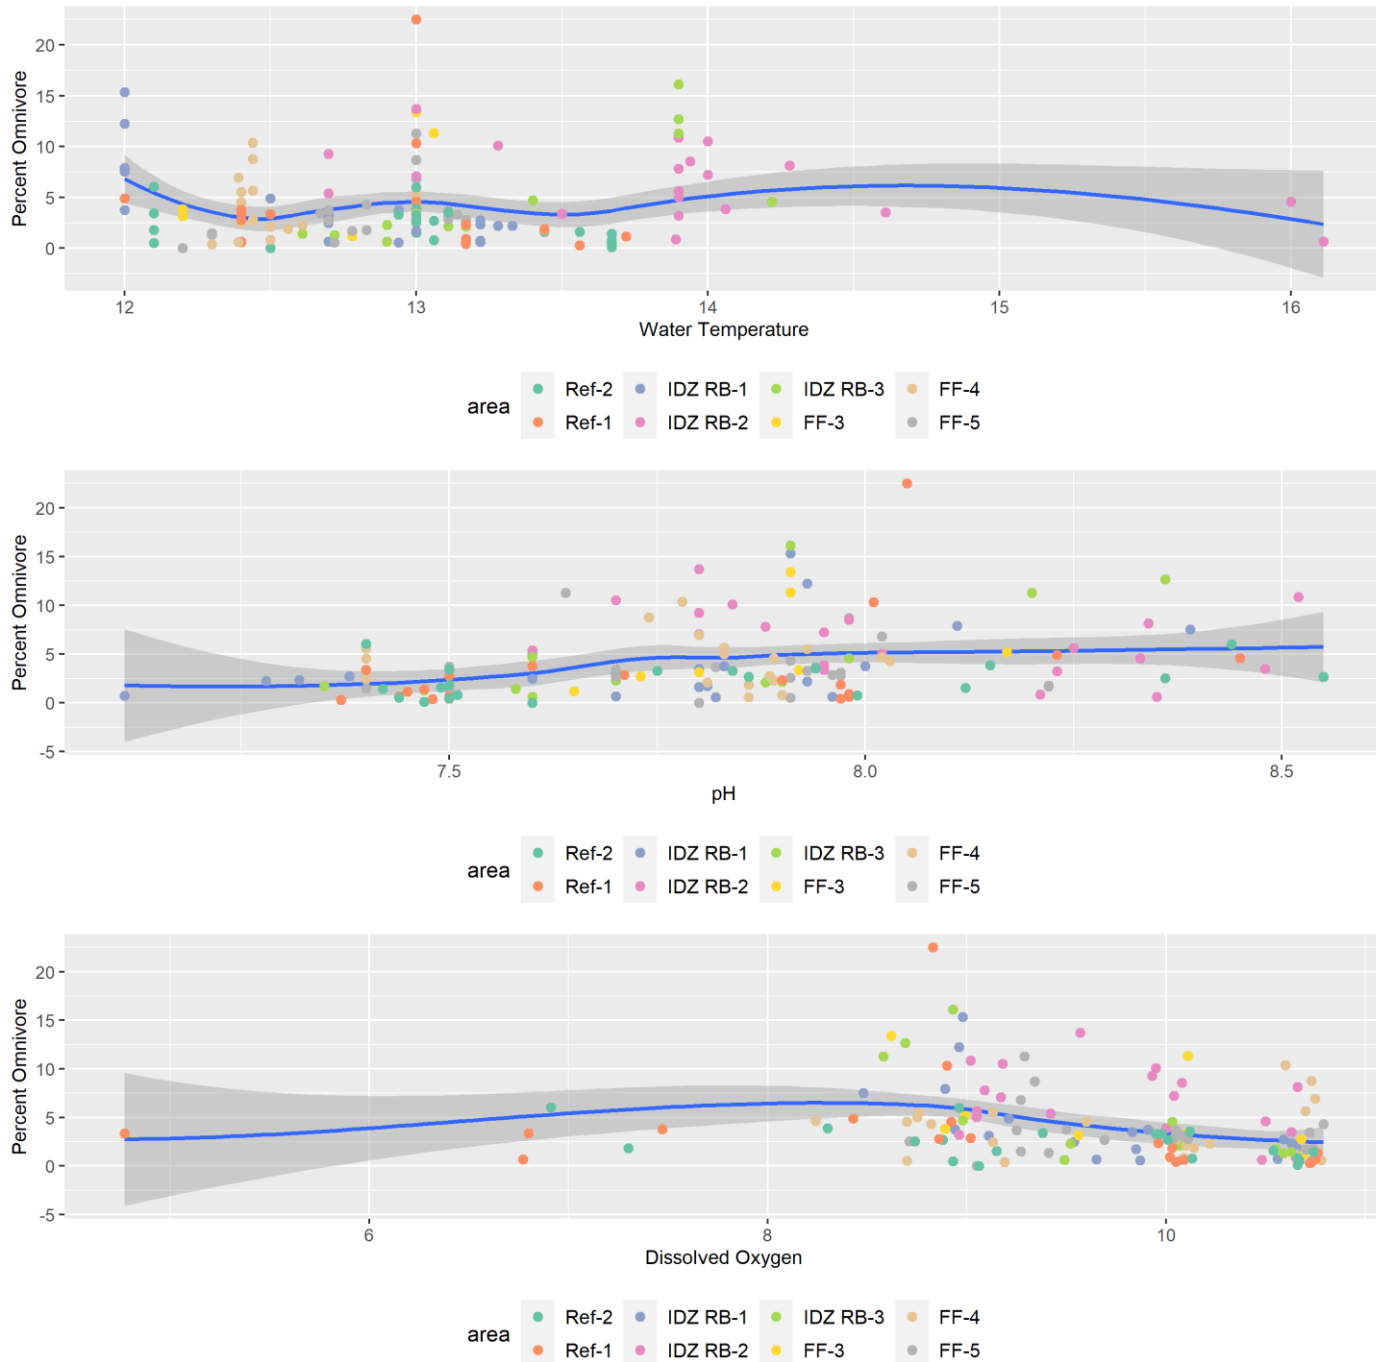 Percent Omnivore
20
15
10
5
0
12 13 14 15 16
Water Temperature
area
Ref-2 IDZ RB-1 IDZ RB-3 FF-4
Ref-1 IDZ RB-2 FF-3 FF-5
Percent Omnivore
20
15
10
5
0
-5
7.5 8.0 8.5
pH
area
Ref-2 IDZ RB-1 IDZ RB-3 FF-4
Ref-1 IDZ RB-2 FF-3 FF-5
Percent Omnivore
20
15
10
5
0
-5
6 8 10
Dissolved Oxygen
area
Ref-2 IDZ RB-1 IDZ RB-3 FF-4
Ref-1 IDZ RB-2 FF-3 FF-5